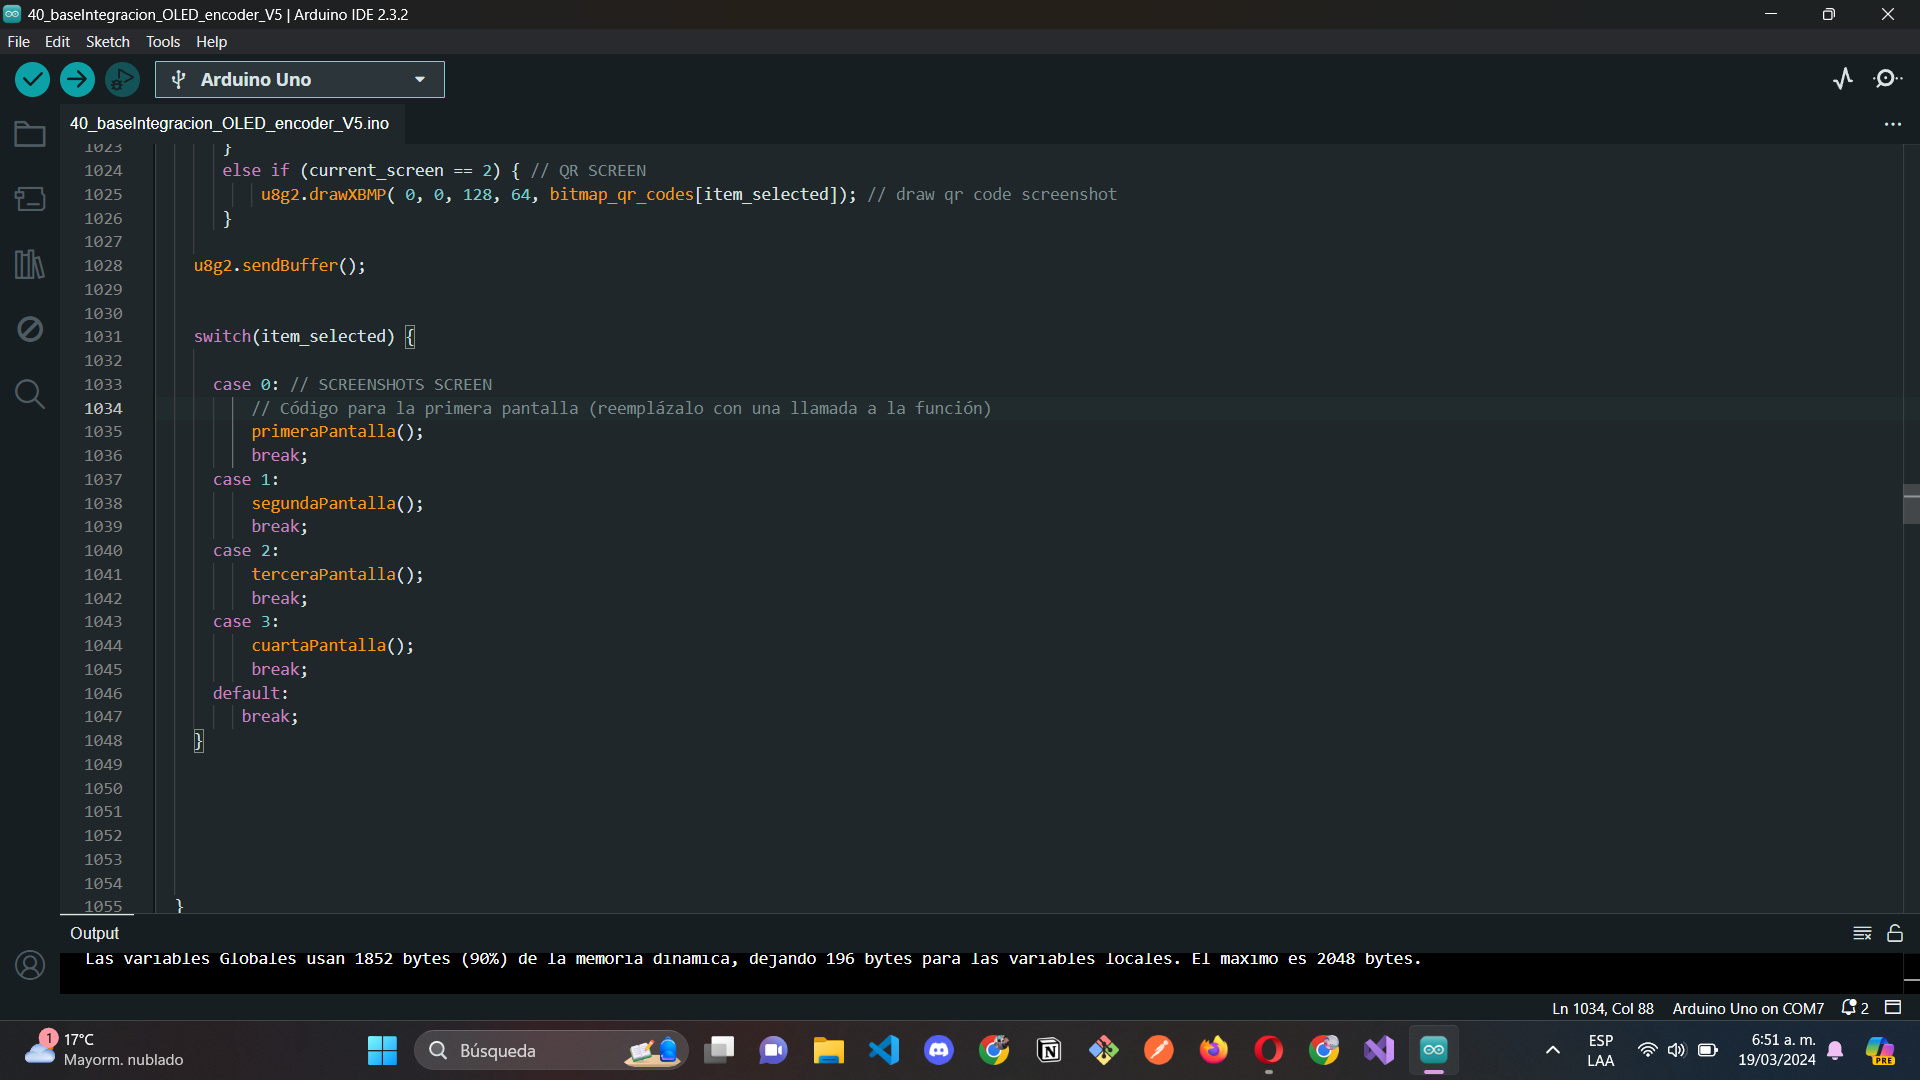 40_baseIntegracion_OLED_encoder_V5 | Arduino IDE 2.3.2
File Edit Sketch Tools Help
Arduino Uno
40_baseIntegracion_OLED_encoder_V5.ino
1023 }
1024 else if (current_screen == 2) { // QR SCREEN
1025 u8g2.drawXBMP( 0, 0, 128, 64, bitmap_qr_codes[item_selected]); // draw qr code screenshot
1026 }
1027
1028 u8g2.sendBuffer();
1029
1030
1031 switch(item_selected) {
1032
1033 case 0: // SCREENSHOTS SCREEN
1034 // Código para la primera pantalla (reemplázalo con una llamada a la función)
1035 primeraPantalla();
1036 break;
1037 case 1:
1038 segundaPantalla();
1039 break;
1040 case 2:
1041 terceraPantalla();
1042 break;
1043 case 3:
1044 cuartaPantalla();
1045 break;
1046 default:
1047 break;
1048 }
1049
1050
1051
1052
1053
1054
1055 }
Output
Las variables Globales usan 1852 bytes (90%) de la memoria dinámica, dejando 196 bytes para las variables locales. El máximo es 2048 bytes.
Ln 1034, Col 88 Arduino Uno on COM7 2
1
17°C
Mayorm. nublado
Búsqueda
ESP
LAA
6:51 a. m.
19/03/2024
PRE